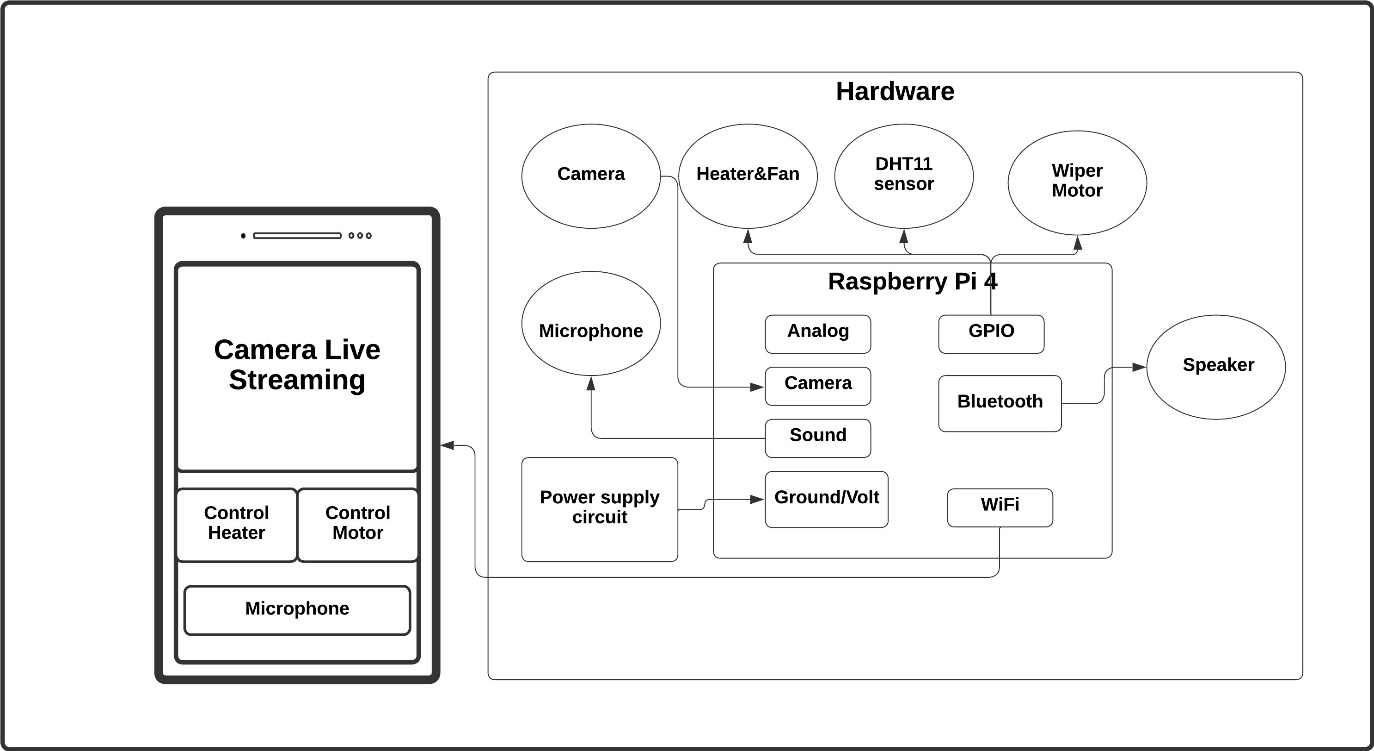 Hardware
Camera
Heater&Fan
DHT11
sensor
Wiper
Motor
Microphone
Raspberry Pi 4
Analog
GPIO
Camera
Bluetooth
Sound
Speaker
Power supply
circuit
Ground/Volt
WiFi
Camera Live
Streaming
Control
Heater
Control
Motor
Microphone